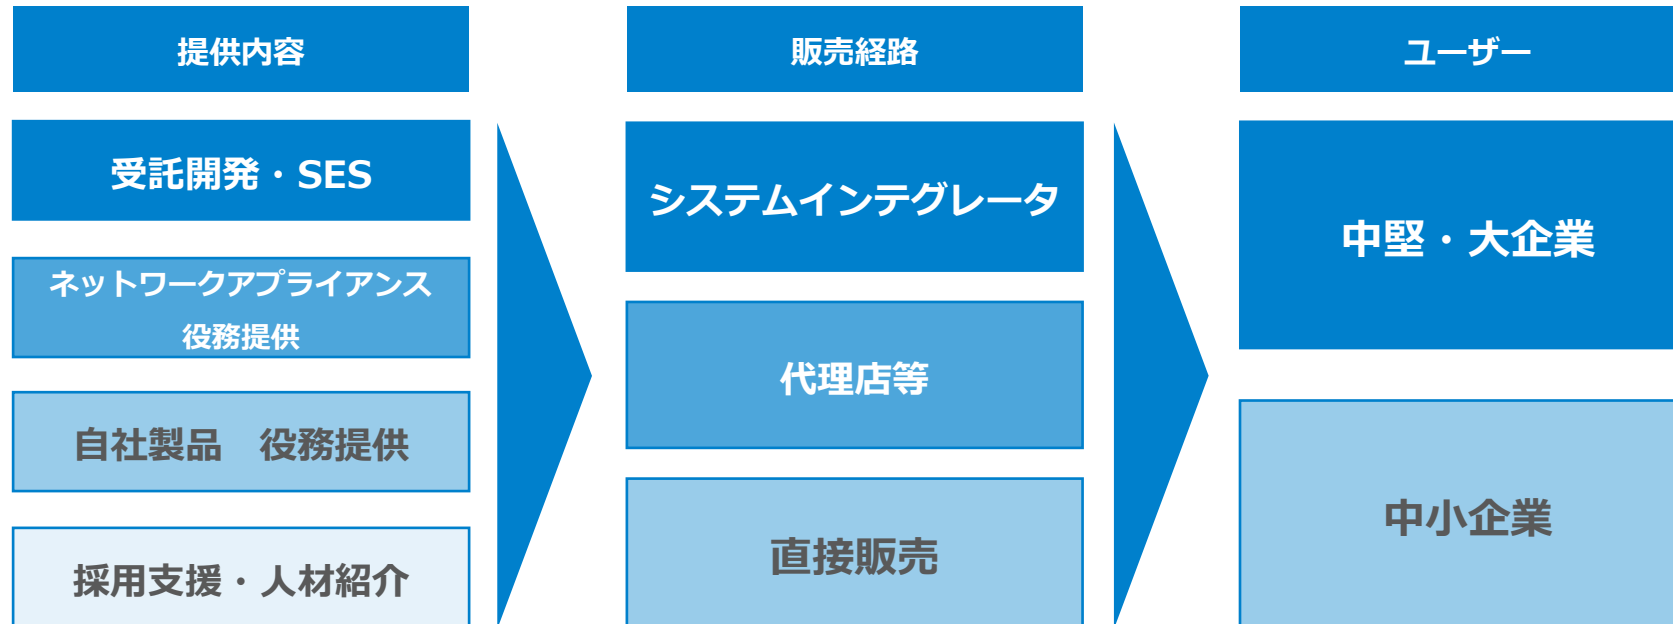 提供内容
受託開発・SES
ネットワークアプライアンス
役務提供
自社製品　役務提供
採用支援・人材紹介
販売経路
システムインテグレータ
代理店等
直接販売
ユーザー
中堅・大企業
中小企業